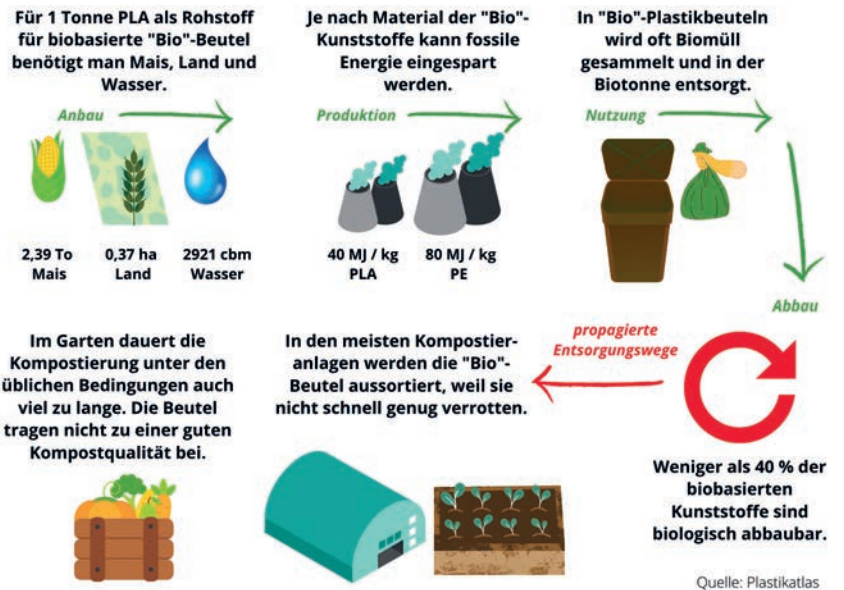 Für 1 Tonne PLA als Rohstoff
für biobasierte "Bio"-Beutel
benötigt man Mais, Land und
Wasser.
Anbau
2,39 To
Mais
0,37 ha
Land
2921 cbm
Wasser
Je nach Material der "Bio"-
Kunststoffe kann fossile
Energie eingespart
werden.
Produktion
40 MJ / kg
PLA
80 MJ / kg
PE
In "Bio"-Plastikbeuteln
wird oft Biomüll
gesammelt und in der
Biotonne entsorgt.
Nutzung
Abbau
Weniger als 40 % der
biobasierten
Kunststoffe sind
biologisch abbaubar.
propagierte
Entsorgungswege
In den meisten Kompostier-
anlagen werden die "Bio"-
Beutel aussortiert, weil sie
nicht schnell genug verrotten.
Im Garten dauert die
Kompostierung unter den
üblichen Bedingungen auch
viel zu lange. Die Beutel
tragen nicht zu einer guten
Kompostqualität bei.
Quelle: Plastikatlas